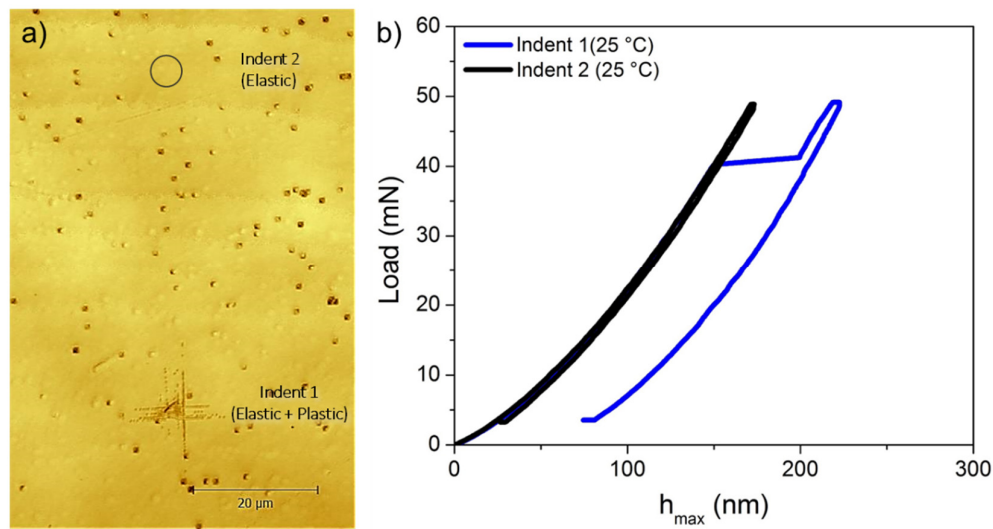 a)
Indent 2
(Elastic)
Indent 1
(Elastic + Plastic)
20 µm
b)
Indent 1(25 °C)
Indent 2 (25 °C)
Load (mN)
60
50
40
30
20
10
0
0
100
200
300
h_max (nm)